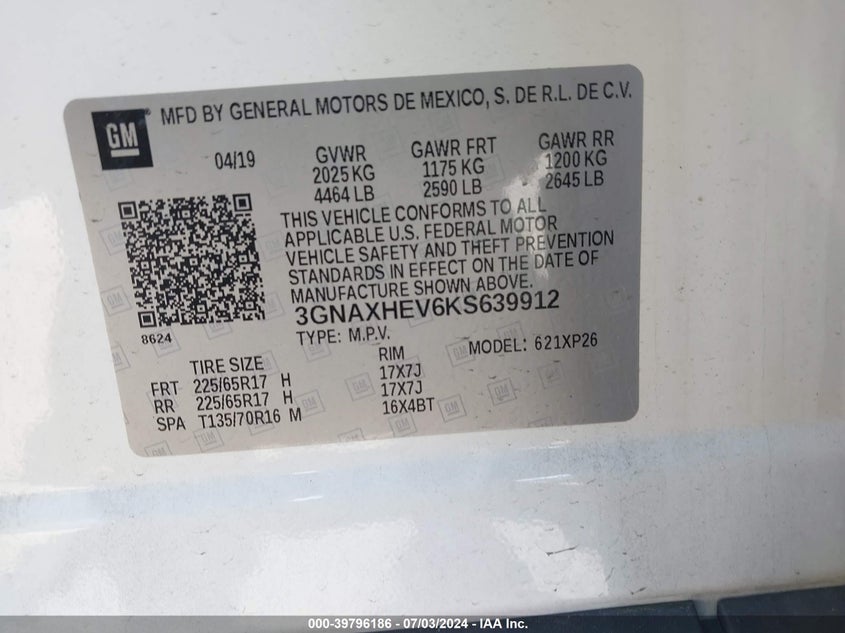 GM
MFD BY GENERAL MOTORS DE MEXICO, S. DE R.L. DE C.V.
04/19
GVWR GAWR FRT GAWR RR
2025 KG 1175 KG 1200 KG
4464 LB 2590 LB 2645 LB
THIS VEHICLE CONFORMS TO ALL
APPLICABLE U.S. FEDERAL MOTOR
VEHICLE SAFETY AND THEFT PREVENTION
STANDARDS IN EFFECT ON THE DATE OF
MANUFACTURE SHOWN ABOVE.
3GNAXHEV6KS639912
8624
TYPE: M.P.V. MODEL: 621XP26
TIRE SIZE RIM
FRT 225/65R17 H 17X7J
RR 225/65R17 H 17X7J
SPA T135/70R16 M 16X4BT
000-39796186 - 07/03/2024 - IAA Inc.